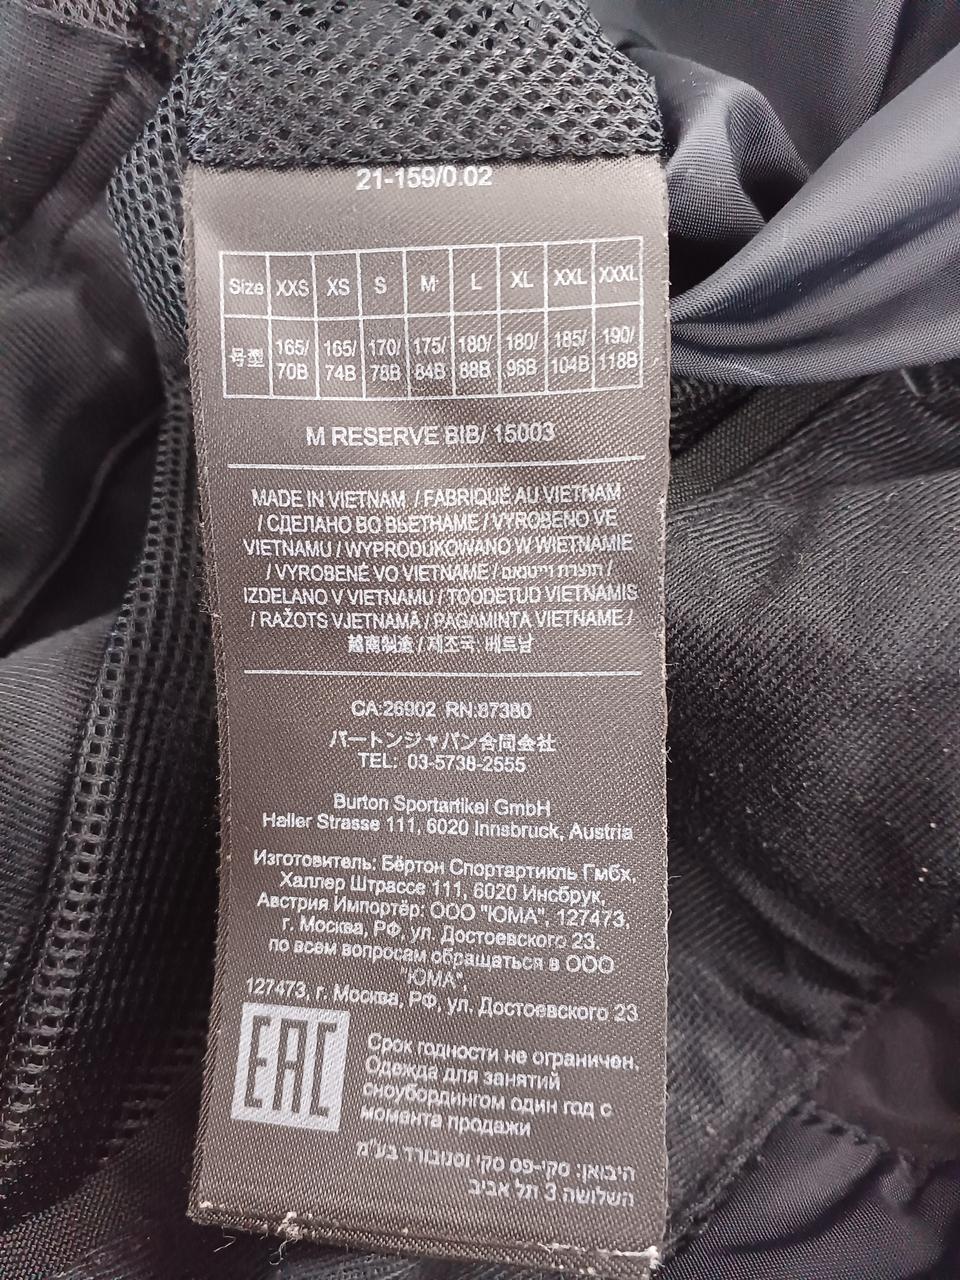 21-159/0.02
Size XXS XS S M L XL XXL XXXL
号型 165/70B 165/74B 170/78B 175/84B 180/88B 180/96B 185/104B 190/118B
M RESERVE BIB/ 15003
MADE IN VIETNAM / FABRIQUÉ AU VIETNAM
/ СДЕЛАНО ВО ВЬЕТНАМЕ / VYROBENO VE
VIETNAMU / WYPRODUKOWANO W WIETNAMIE
/ VYROBENÉ VO VIETNAME / תוצרת וייטנאם /
IZDELANO V VIETNAMU / TOODETUD VIETNAMIS
/ RAŽOTS VJETNAMĀ / PAGAMINTA VIETNAME /
越南制造 / 제조국: 베트남
CA:26902 RN:87380
バートンジャパン合同会社
TEL: 03-5738-2555
Burton Sportartikel GmbH
Haller Strasse 111, 6020 Innsbruck, Austria
Изготовитель: Бёртон Спортартикль Гмбх,
Халлер Штрассе 111, 6020 Инсбрук,
Австрия Импортёр: ООО "ЮМА", 127473,
г. Москва, РФ, ул. Достоевского 23,
по всем вопросам обращаться в ООО
"ЮМА",
127473, г. Москва, РФ, ул. Достоевского 23
EAC
Срок годности не ограничен.
Одежда для занятий
сноубордингом один год с
момента продажи
היבואן: סקי-פס סקי וסנובורד בע"מ
השלושה 3 תל אביב